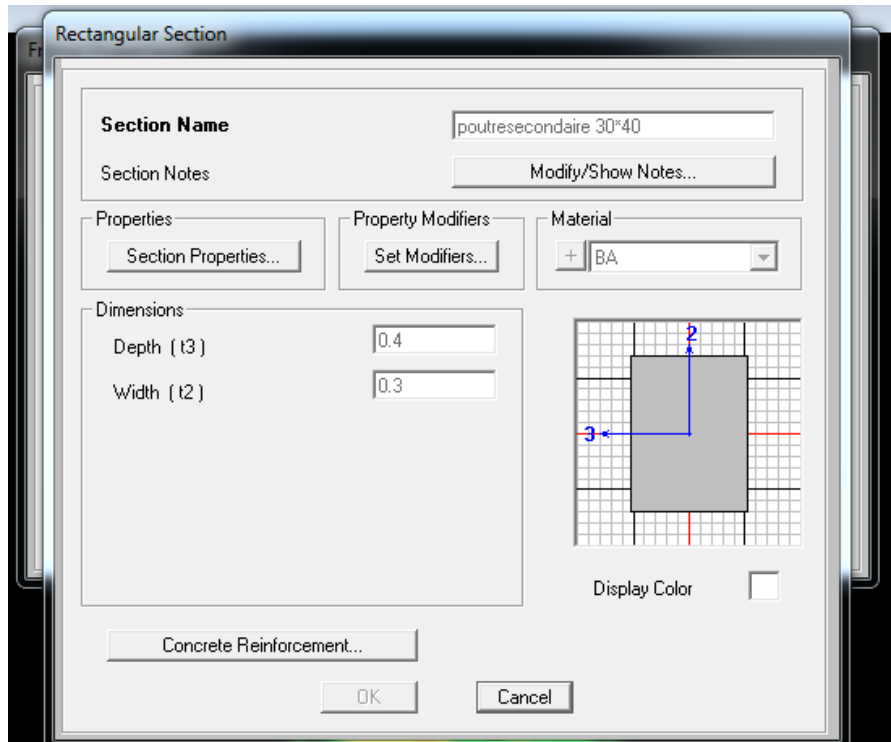 Fr
Rectangular Section
Section Name poutresecondaire 30*40
Section Notes Modify/Show Notes...
Properties Property Modifiers Material
Section Properties... Set Modifiers... + BA
Dimensions
Depth ( t3 ) 0.4
Width ( t2 ) 0.3
2
3
Display Color
Concrete Reinforcement...
OK Cancel